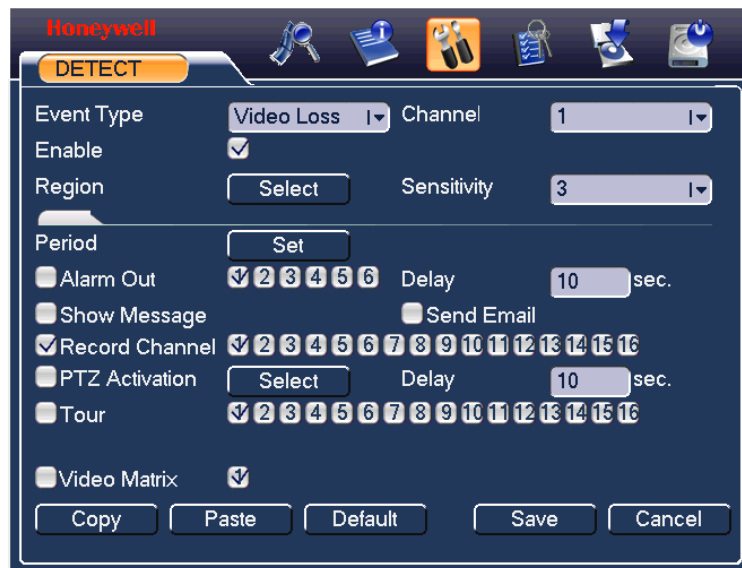 Honeywell
DETECT
Event Type Video Loss Channel 1
Enable
Region Select Sensitivity 3
Period Set
Alarm Out 1 2 3 4 5 6 Delay 10 sec.
Show Message Send Email
Record Channel 1 2 3 4 5 6 7 8 9 10 11 12 13 14 15 16
PTZ Activation Select Delay 10 sec.
Tour 1 2 3 4 5 6 7 8 9 10 11 12 13 14 15 16
Video Matrix 1
Copy Paste Default Save Cancel